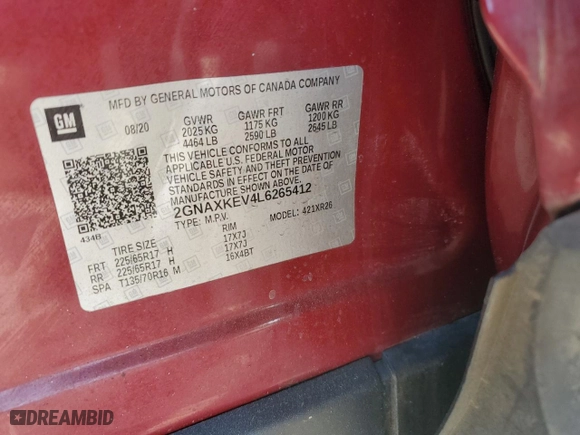 GM
MFD BY GENERAL MOTORS OF CANADA COMPANY
08/20 GVWR GAWR FRT GAWR RR
2025 KG 1175 KG 1200 KG
4464 LB 2590 LB 2645 LB
THIS VEHICLE CONFORMS TO ALL
APPLICABLE U.S. FEDERAL MOTOR
VEHICLE SAFETY AND THEFT PREVENTION
STANDARDS IN EFFECT ON THE DATE OF
MANUFACTURE SHOWN ABOVE.
2GNAXKEV4L6265412
TYPE: M.P.V. MODEL: 421XR26
434B
TIRE SIZE RIM
FRT 225/65R17 H 17X7J
RR 225/65R17 H 17X7J
SPA T135/70R16 M 16X4BT
DREAMBID